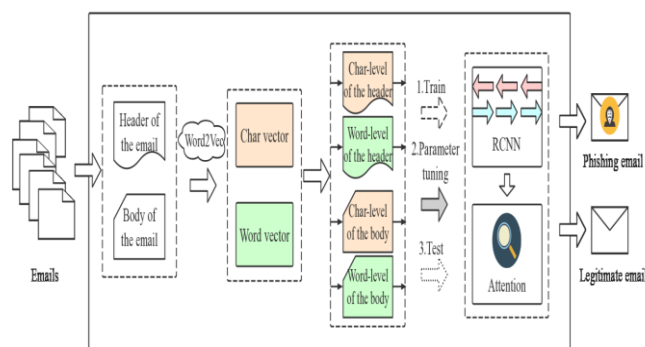 Emails
Header of
the email
Body of
the email
Word2Vec
Char vector
Word vector
Char-level
of the header
Word-level
of the header
Char-level
of the body
Word-level
of the body
1.Train
2.Parameter
tuning
3.Test
RCNN
Attention
Phishing email
Legitimate email